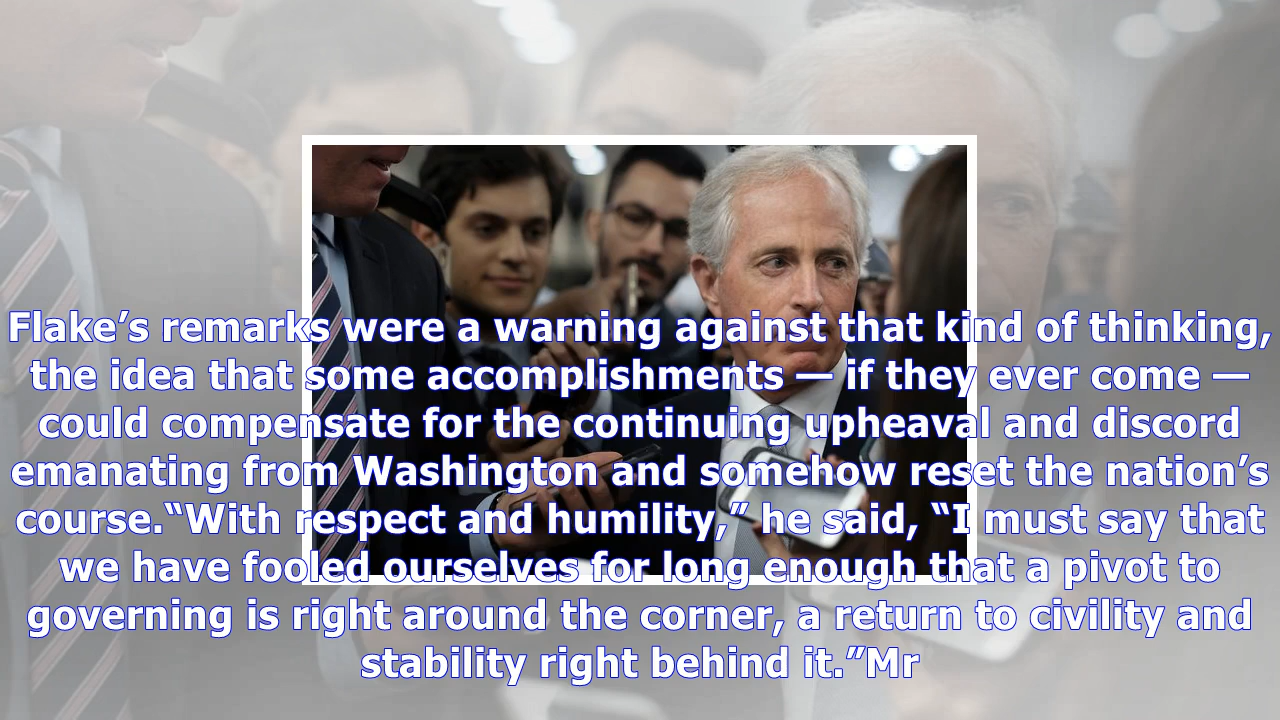 Flake’s remarks were a warning against that kind of thinking,
the idea that some accomplishments — if they ever come —
could compensate for the continuing upheaval and discord
emanating from Washington and somehow reset the nation’s
course.“With respect and humility,” he said, “I must say that
we have fooled ourselves for long enough that a pivot to
governing is right around the corner, a return to civility and
stability right behind it.”Mr